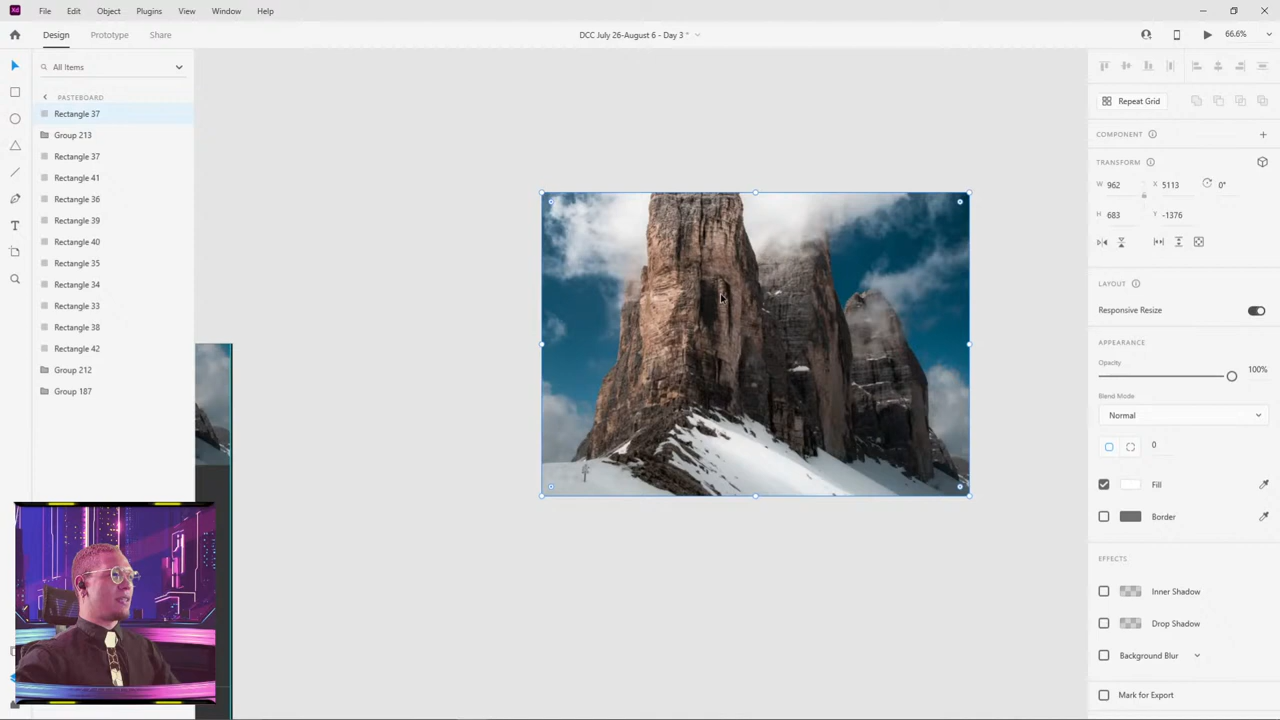 Xd File Edit Object Plugins View Window Help
Design Prototype Share DCC July 26-August 6 - Day 3 * 66.6%
All Items
PASTEBOARD
Rectangle 37
Group 213
Rectangle 37
Rectangle 41
Rectangle 36
Rectangle 39
Rectangle 40
Rectangle 35
Rectangle 34
Rectangle 33
Rectangle 38
Rectangle 42
Group 212
Group 187
Repeat Grid
COMPONENT
TRANSFORM
W 962 X 5113 0°
H 683 Y -1376
LAYOUT
Responsive Resize
APPEARANCE
Opacity
100%
Blend Mode
Normal
0
Fill
Border
EFFECTS
Inner Shadow
Drop Shadow
Background Blur
Mark for Export